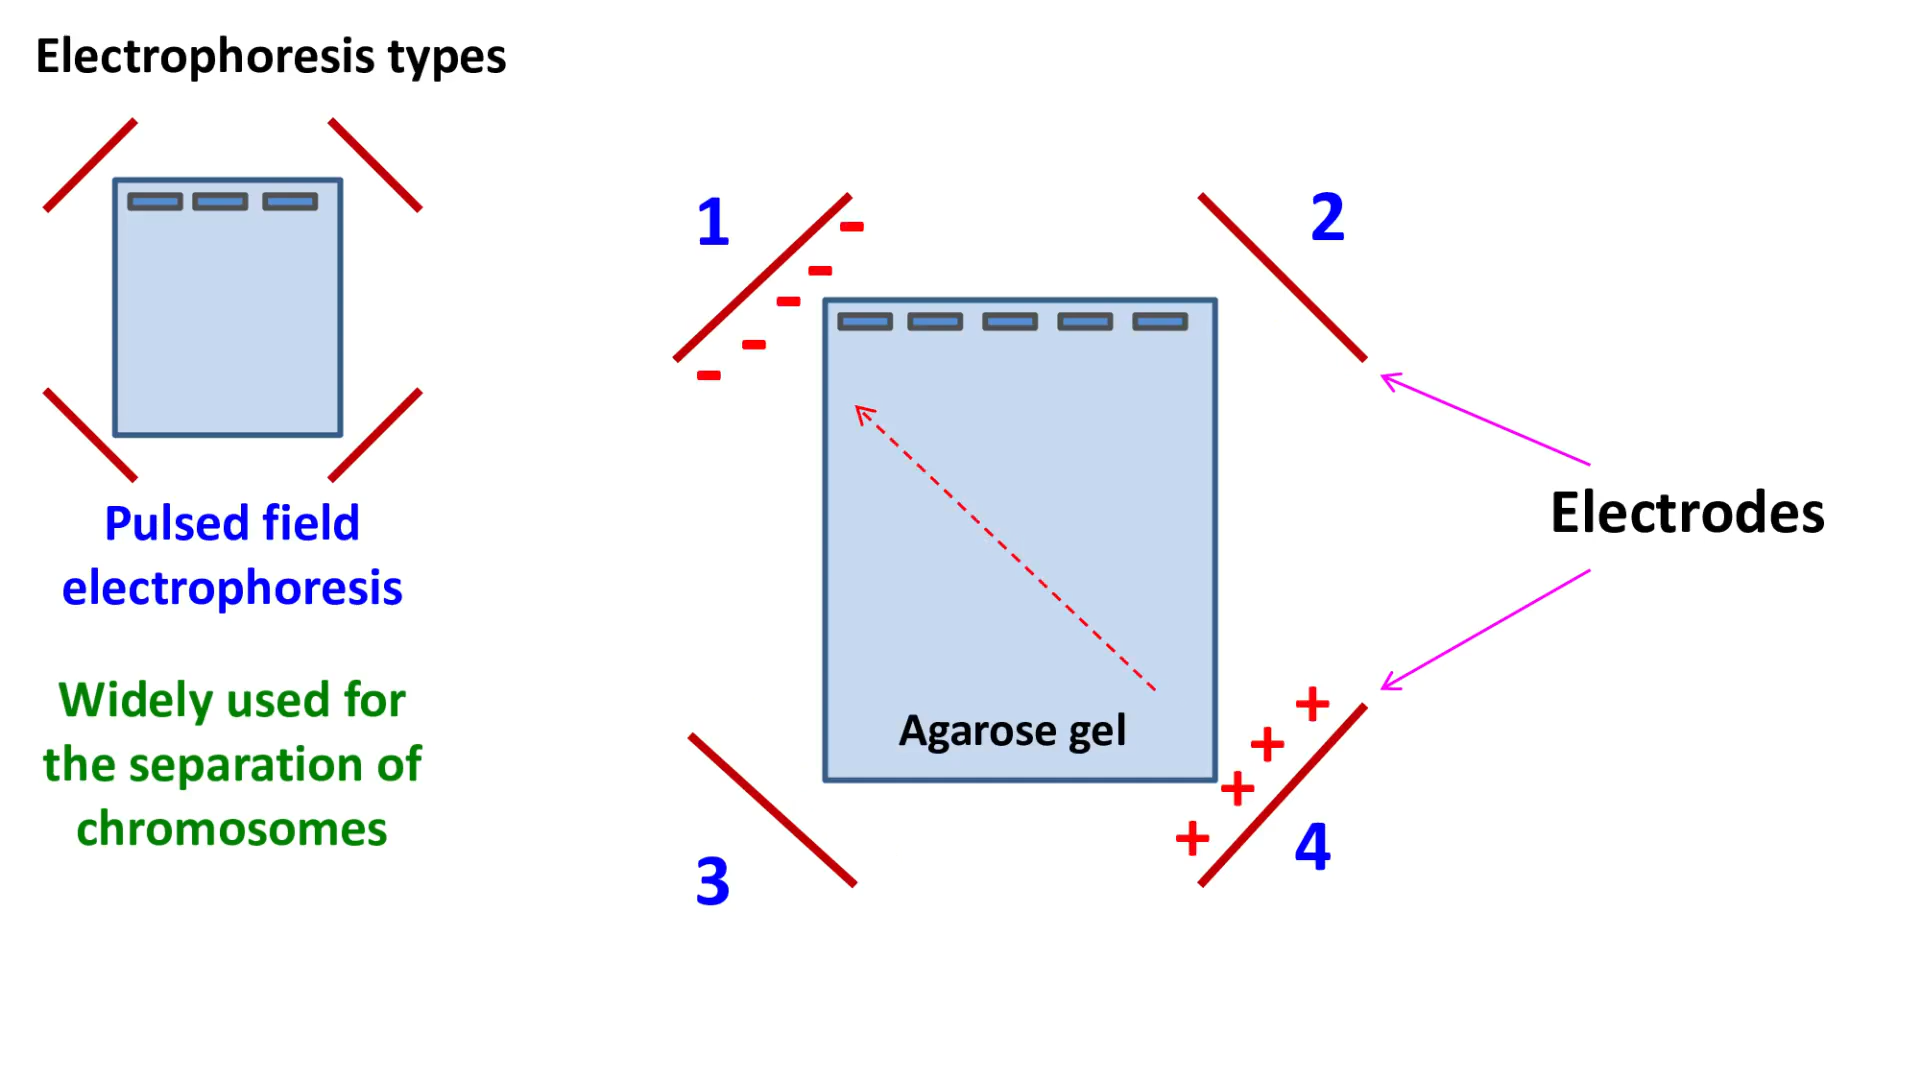 Electrophoresis types
Pulsed field
electrophoresis
Widely used for
the separation of
chromosomes
1
-
-
-
-
-
2
Electrodes
Agarose gel
+
+
+
+
3
4